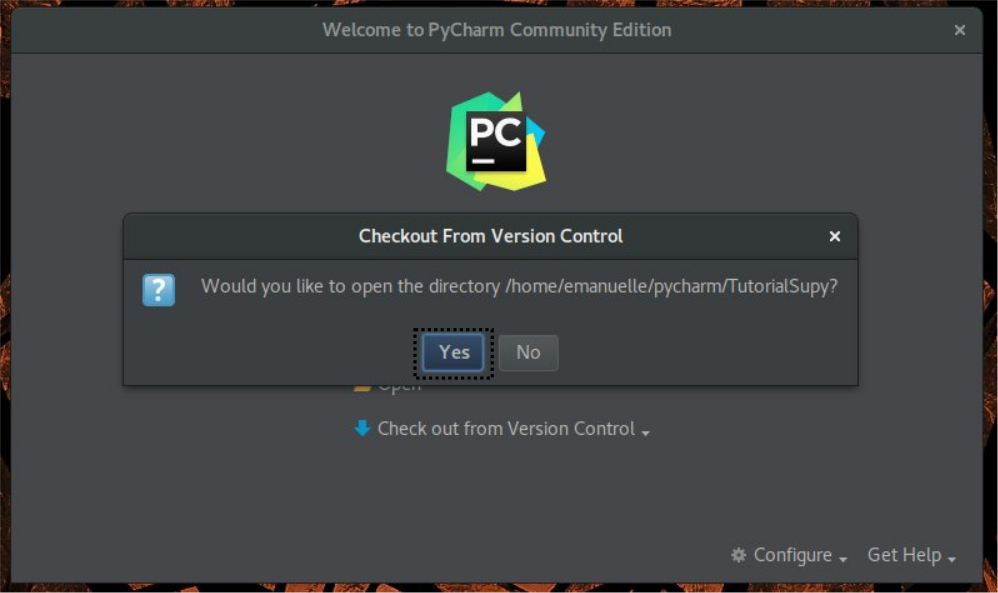 Welcome to PyCharm Community Edition
PC
Checkout From Version Control
Would you like to open the directory /home/emanuelle/pycharm/TutorialSupy?
Yes No
Open
Check out from Version Control
Configure Get Help